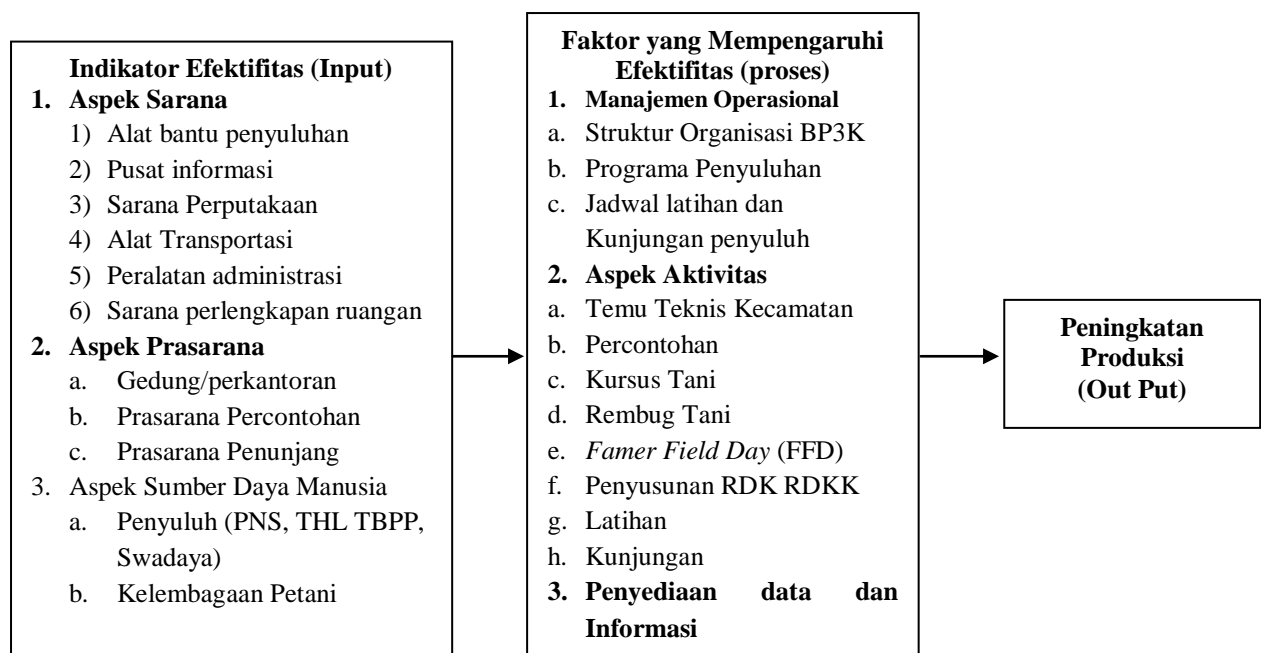 Indikator Efektifitas (Input)
1. Aspek Sarana
1) Alat bantu penyuluhan
2) Pusat informasi
3) Sarana Perputakaan
4) Alat Transportasi
5) Peralatan administrasi
6) Sarana perlengkapan ruangan
2. Aspek Prasarana
a. Gedung/perkantoran
b. Prasarana Percontohan
c. Prasarana Penunjang
3. Aspek Sumber Daya Manusia
a. Penyuluh (PNS, THL TBPP,
Swadaya)
b. Kelembagaan Petani
Faktor yang Mempengaruhi
Efektifitas (proses)
1. Manajemen Operasional
a. Struktur Organisasi BP3K
b. Programa Penyuluhan
c. Jadwal latihan dan
Kunjungan penyuluh
2. Aspek Aktivitas
a. Temu Teknis Kecamatan
b. Percontohan
c. Kursus Tani
d. Rembug Tani
e. Famer Field Day (FFD)
f. Penyusunan RDK RDKK
g. Latihan
h. Kunjungan
3. Penyediaan data dan
Informasi
Peningkatan
Produksi
(Out Put)